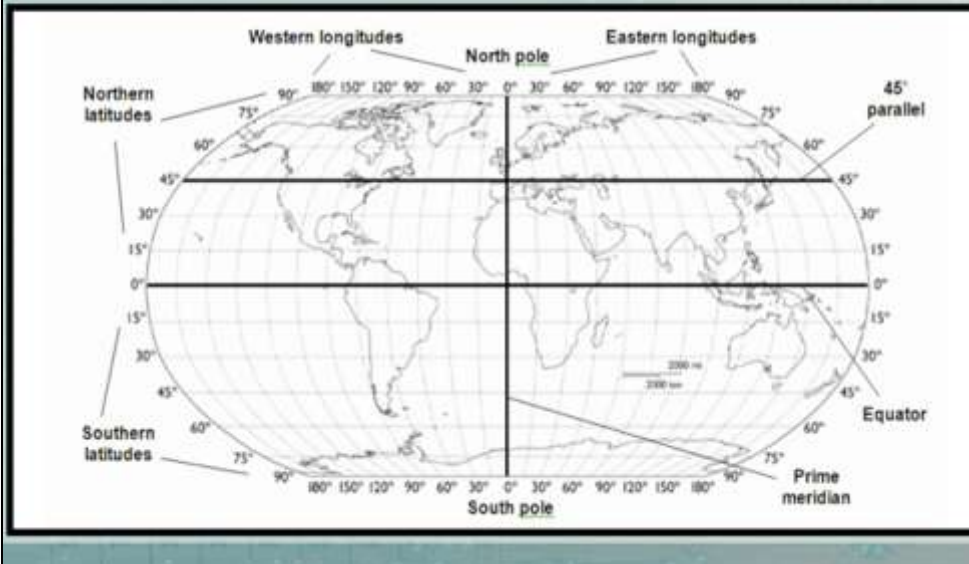 Western longitudes
Eastern longitudes
North pole
180° 150° 120° 90° 60° 30° 0° 30° 60° 90° 120° 150° 180°
90° 90°
45°
parallel
Northern
latitudes
75° 75°
60° 60°
45° 45°
30° 30°
15° 15°
0° 0°
15° 15°
30° 30°
2000 km
45° 45°
Equator
60° 60°
Southern
latitudes
75° 75°
90° 90°
180° 150° 120° 90° 60° 30° 0° 30° 60° 90° 120° 150° 180°
Prime
meridian
South pole